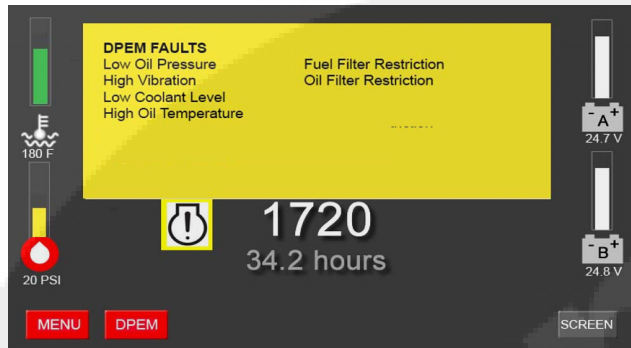 DPEM FAULTS
Low Oil Pressure
High Vibration
Low Coolant Level
High Oil Temperature
Fuel Filter Restriction
Oil Filter Restriction
180 F
- A +
24.7 V
1720
34.2 hours
20 PSI
- B +
24.8 V
MENU
DPEM
SCREEN